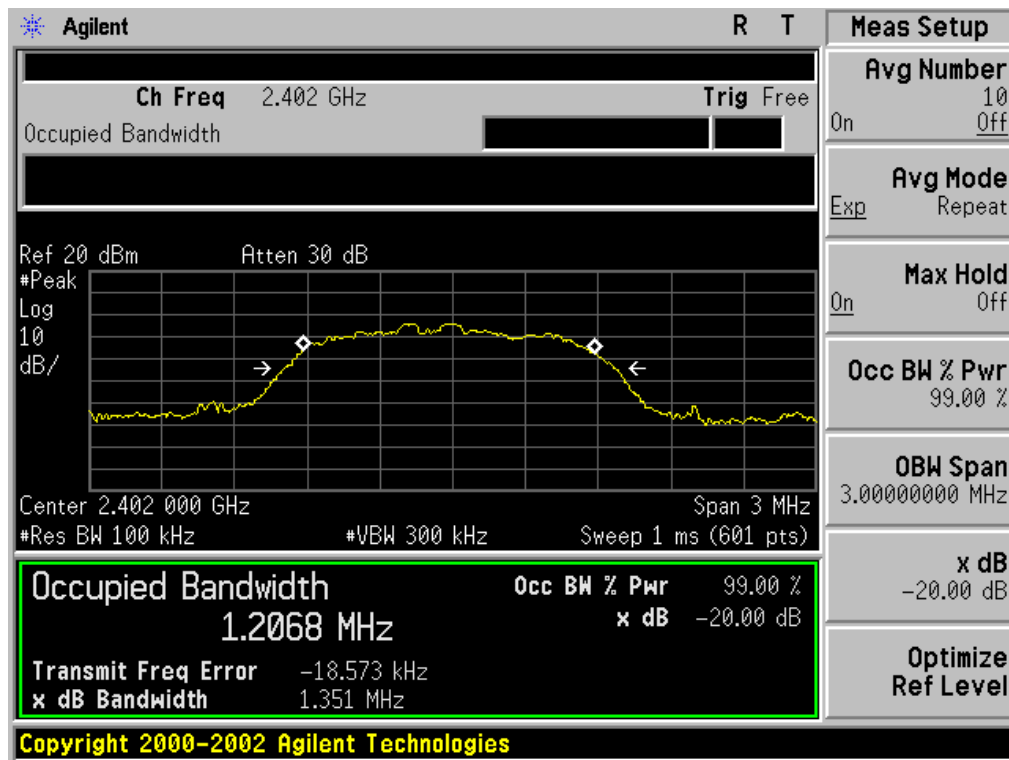 Agilent R T
Ch Freq 2.402 GHz Trig Free
Occupied Bandwidth
Ref 20 dBm Atten 30 dB
#Peak
Log
10
dB/
Center 2.402 000 GHz Span 3 MHz
#Res BW 100 kHz #VBW 300 kHz Sweep 1 ms (601 pts)
Occupied Bandwidth Occ BW % Pwr 99.00 %
1.2068 MHz x dB -20.00 dB
Transmit Freq Error -18.573 kHz
x dB Bandwidth 1.351 MHz
Copyright 2000-2002 Agilent Technologies
Meas Setup
Avg Number
10
On Off
Avg Mode
Exp Repeat
Max Hold
On Off
Occ BW % Pwr
99.00 %
OBW Span
3.00000000 MHz
x dB
-20.00 dB
Optimize
Ref Level